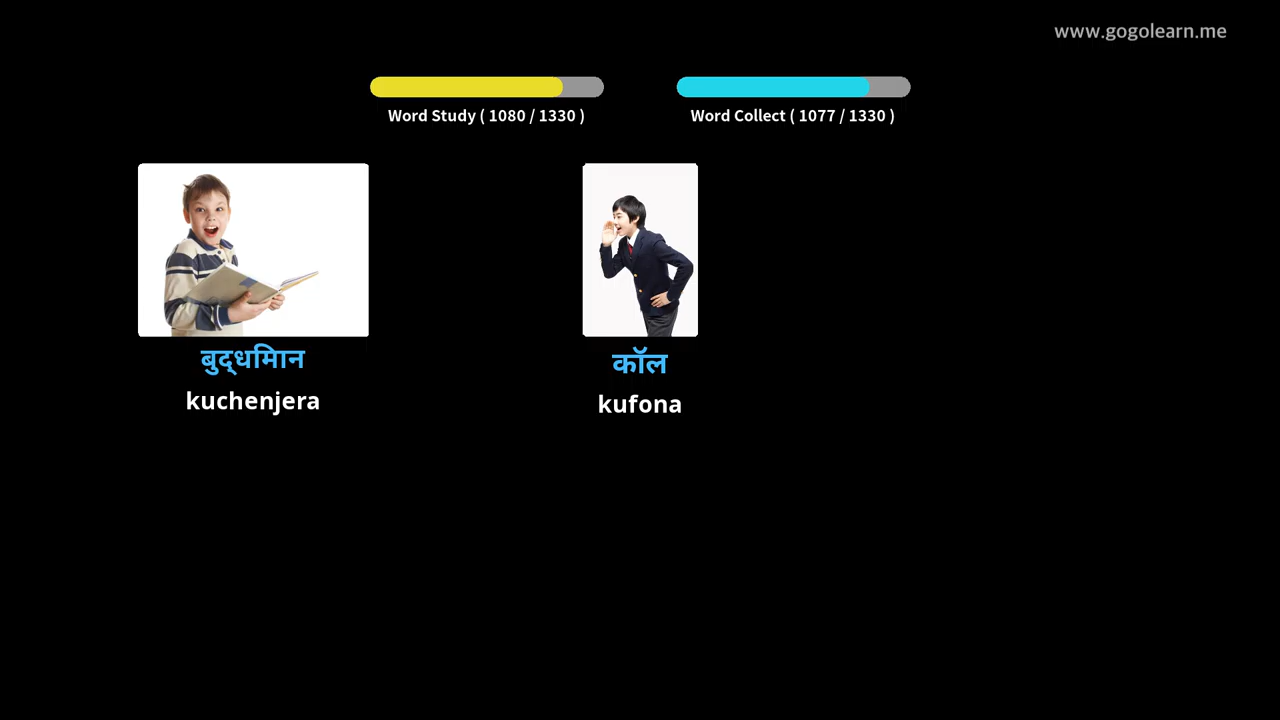 www.gogolearn.me
Word Study ( 1080 / 1330 )
Word Collect ( 1077 / 1330 )
बुद्धिमान
kuchenjera
कॉल
kufona